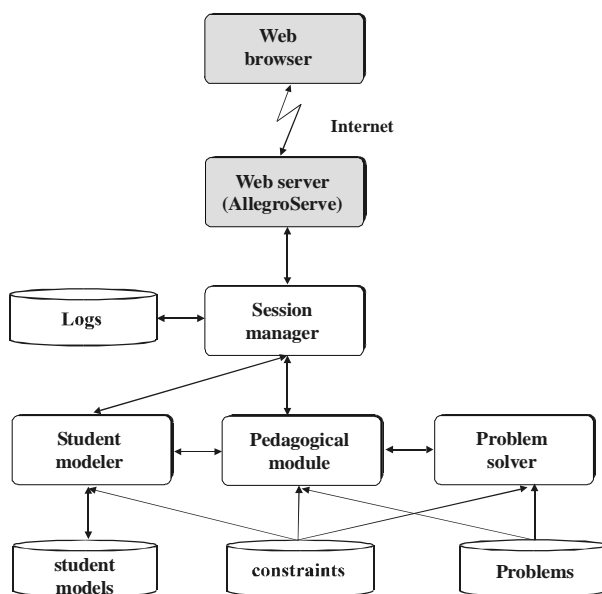 Web
browser
Internet
Web server
(AllegroServe)
Session
manager
Logs
Student
modeler
Pedagogical
module
Problem
solver
student
models
constraints
Problems